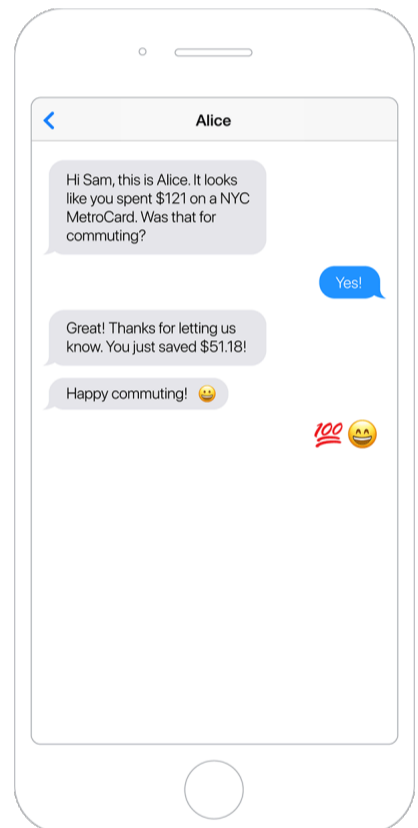 Alice
Hi Sam, this is Alice. It looks
like you spent $121 on a NYC
MetroCard. Was that for
commuting?
Yes!
Great! Thanks for letting us
know. You just saved $51.18!
Happy commuting! 😀
💯😄